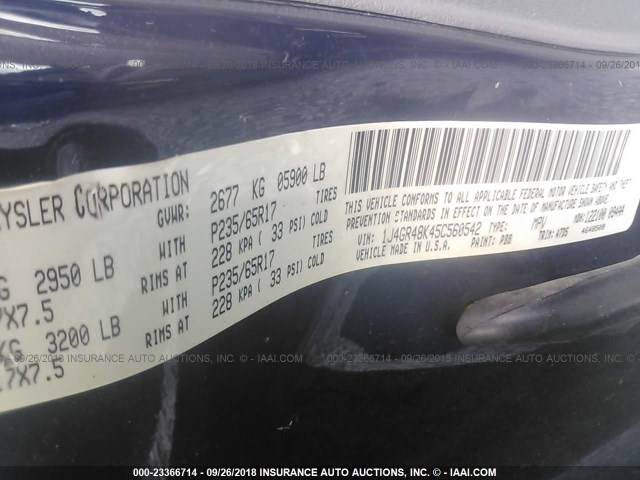 YSLER CORPORATION
GVWR: 2677 KG 05900 LB
G 2950 LB WITH P235/65R17 TIRES
7X7.5 RIMS AT 228 KPA ( 33 PSI) COLD
KG 3200 LB WITH P235/65R17 TIRES
17X7.5 RIMS AT 228 KPA ( 33 PSI) COLD
THIS VEHICLE CONFORMS TO ALL APPLICABLE FEDERAL MOTOR VEHICLE SAFETY AND THEFT
PREVENTION STANDARDS IN EFFECT ON THE DATE OF MANUFACTURE SHOWN ABOVE.
VIN: 1J4GR48K45C560542 TYPE: MPV
VEHICLE MADE IN U.S.A. PAINT: PBB TRIM:
000-23366714 - 09/26/2018 INSURANCE AUTO AUCTIONS, INC. - © - IAAI.COM